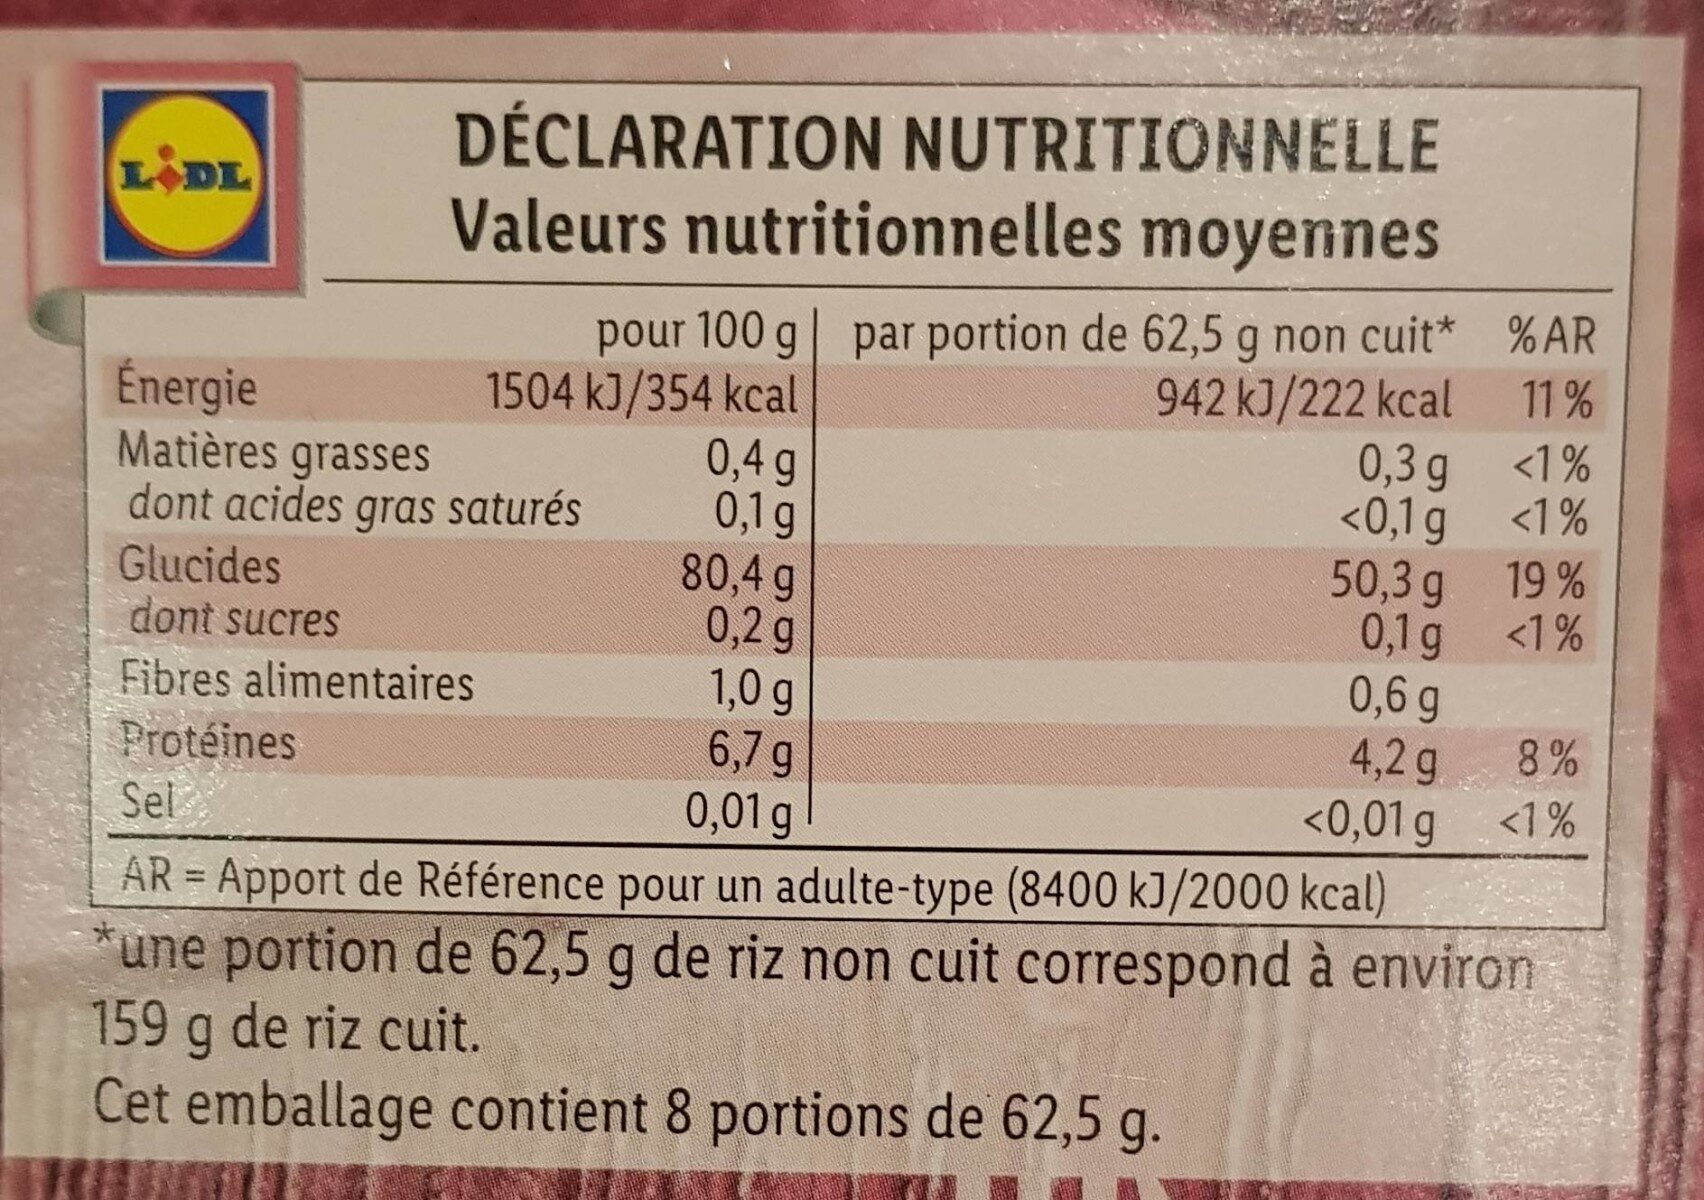 LIDL
DÉCLARATION NUTRITIONNELLE
Valeurs nutritionnelles moyennes
pour 100 g par portion de 62,5 g non cuit* % AR
Énergie 1504 kJ/354 kcal 942 kJ/222 kcal 11 %
Matières grasses 0,4 g 0,3 g <1 %
dont acides gras saturés 0,1 g <0,1 g <1 %
Glucides 80,4 g 50,3 g 19 %
dont sucres 0,2 g 0,1 g <1 %
Fibres alimentaires 1,0 g 0,6 g
Protéines 6,7 g 4,2 g 8 %
Sel 0,01 g <0,01 g <1 %
AR = Apport de Référence pour un adulte-type (8400 kJ/2000 kcal)
*une portion de 62,5 g de riz non cuit correspond à environ
159 g de riz cuit.
Cet emballage contient 8 portions de 62,5 g.